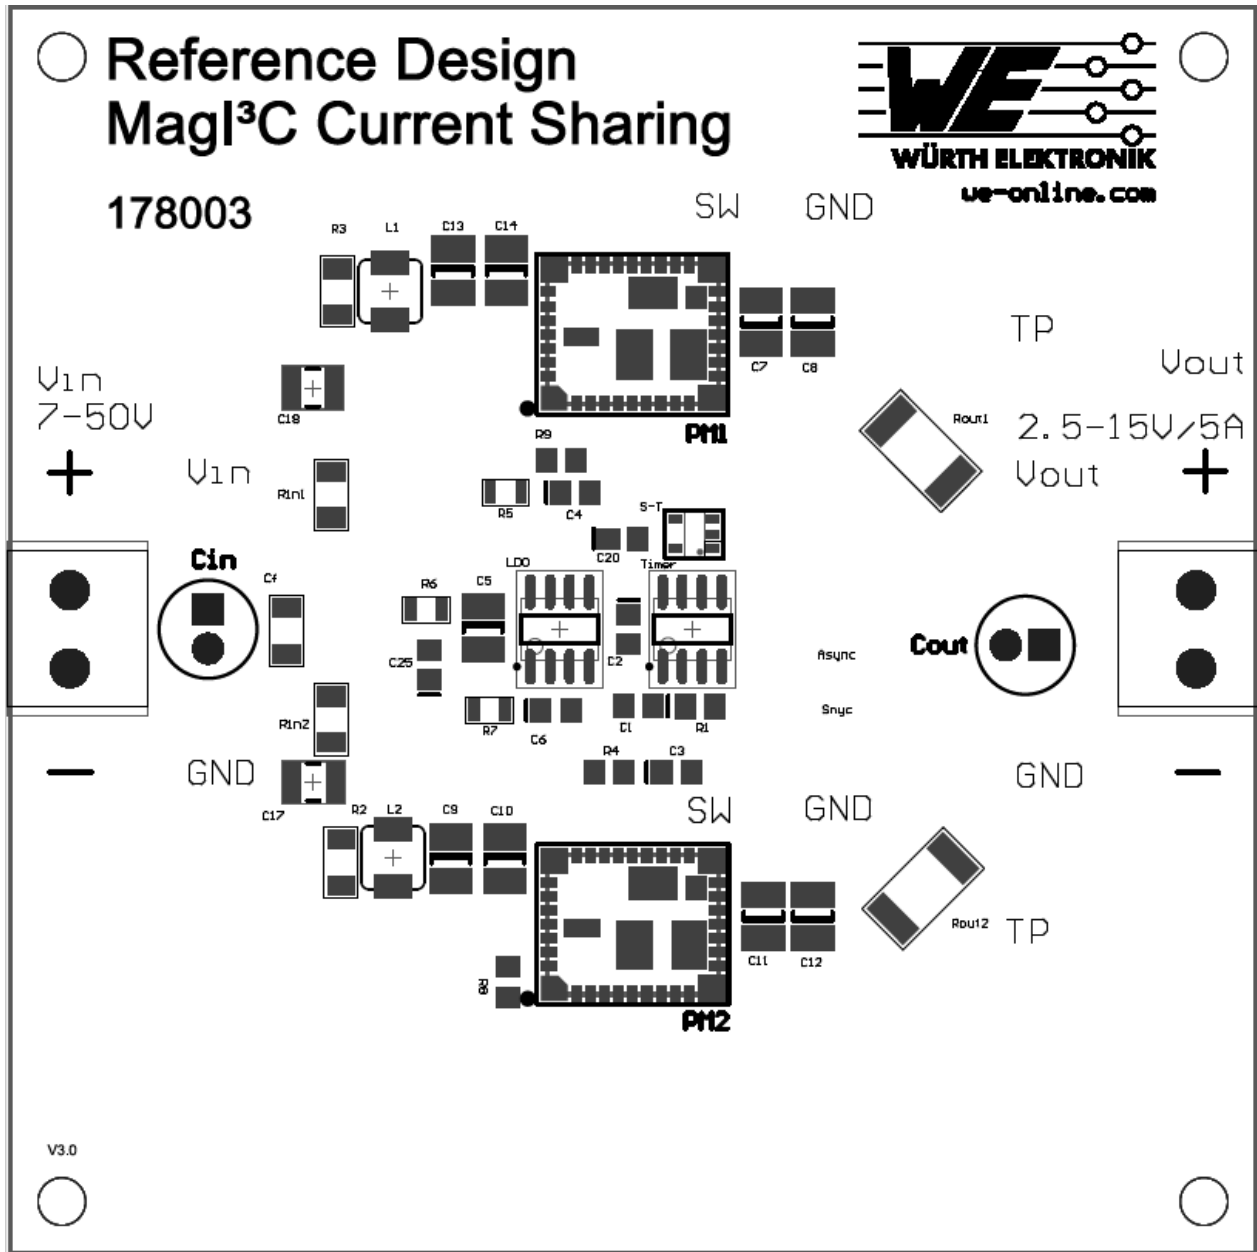 Reference Design
MagI³C Current Sharing
178003
WE
WÜRTH ELEKTRONIK
we-online.com
SW GND
R3 L1 C13 C14
TP
Vin
7-50V
Vout
C7 C8
C18
Rout1
2.5-15V/5A
PM1
R9
+ Vin
Vout +
Rin1
R5 C4 S-T
Cin
C20
LDO Timer
Cf R6 C5
Cout
Async
C25 C2
Snyc
Rin2
R7 C6 C1 R1
R4 C3
- GND
GND -
C17
SW GND
R2 L2 C9 C10
Rout2 TP
C11 C12
R8
PM2
V3.0